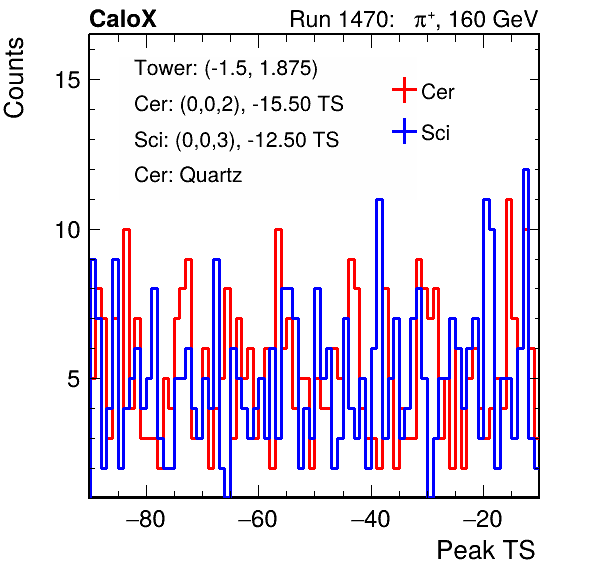 CaloX Run 1470: π⁺, 160 GeV
Counts
Tower: (-1.5, 1.875)
Cer: (0,0,2), -15.50 TS
Sci: (0,0,3), -12.50 TS
Cer: Quartz
Cer
Sci
15
10
5
−80 −60 −40 −20
Peak TS